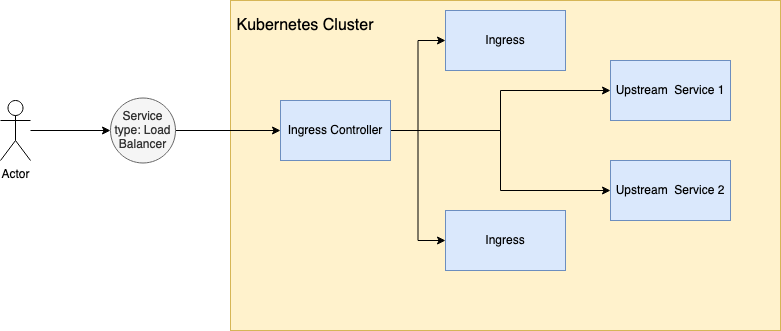 Kubernetes Cluster
Ingress
Service
type: Load
Balancer
Ingress Controller
Upstream  Service 1
Actor
Upstream  Service 2
Ingress